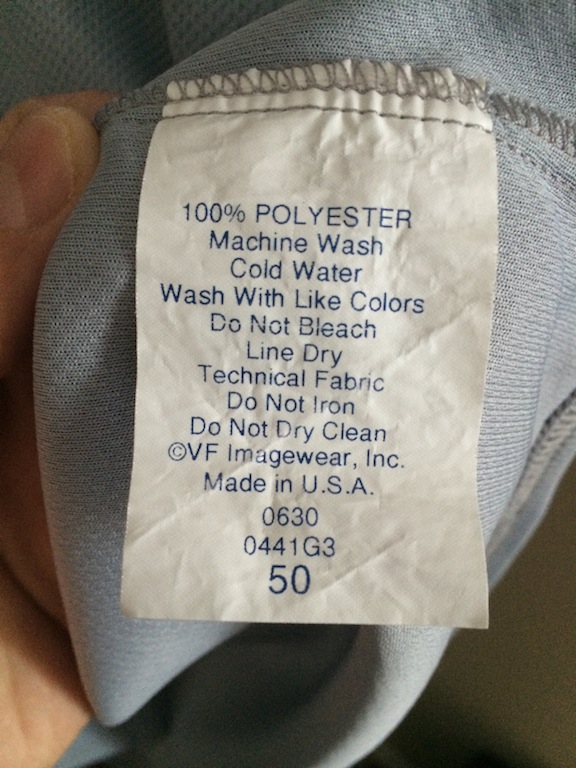 100% POLYESTER
Machine Wash
Cold Water
Wash With Like Colors
Do Not Bleach
Line Dry
Technical Fabric
Do Not Iron
Do Not Dry Clean
©VF Imagewear, Inc.
Made in U.S.A.
0630
0441G3
50